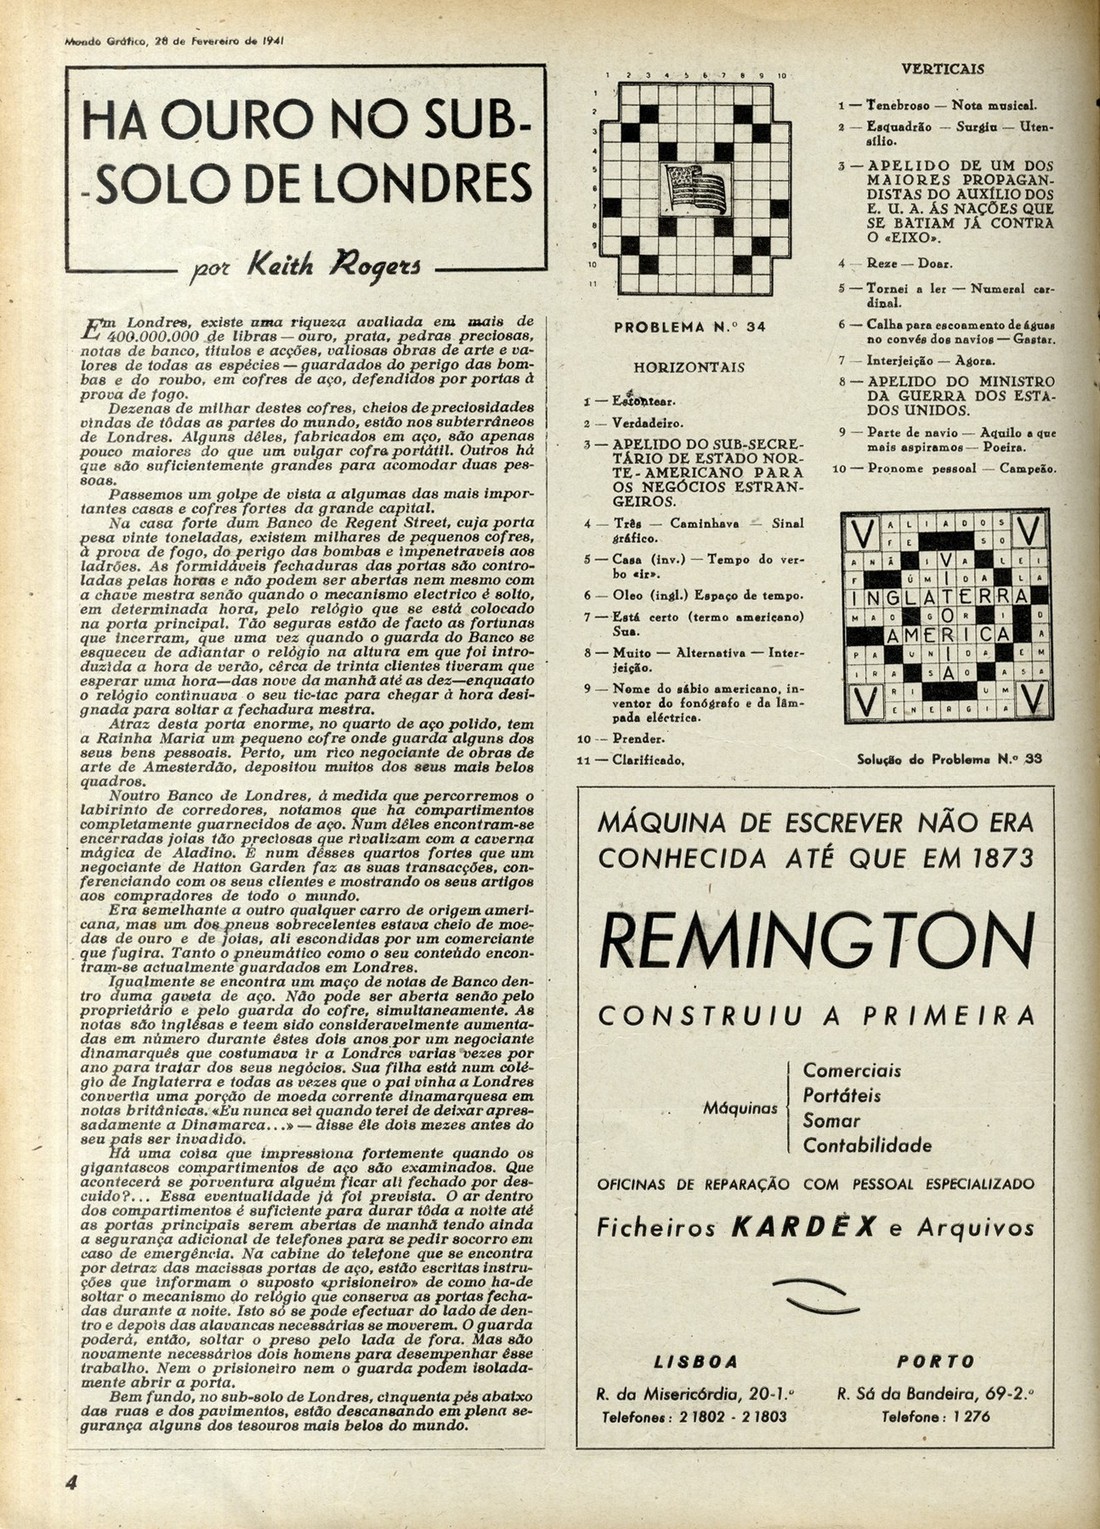 Mundo Gráfico, 28 de Fevereiro de 1941
HA OURO NO SUB-
-SOLO DE LONDRES
por Keith Rogers
Em Londres, existe uma riqueza avaliada em mais de
400.000.000 de libras — ouro, prata, pedras preciosas,
notas de banco, titulos e acções, valiosas obras de arte e va-
lores de todas as espécies — guardados do perigo das bom-
bas e do roubo, em cofres de aço, defendidos por portas à
prova de fogo.
Dezenas de milhar destes cofres, cheios de preciosidades
vindas de tôdas as partes do mundo, estão nos subterrâneos
de Londres. Alguns dêles, fabricados em aço, são apenas
pouco maiores do que um vulgar cofre portátil. Outros há
que são suficientemente grandes para acomodar duas pes-
soas.
Passemos um golpe de vista a algumas das mais impor-
tantes casas e cofres fortes da grande capital.
Na casa forte dum Banco de Regent Street, cuja porta
pesa vinte toneladas, existem milhares de pequenos cofres,
à prova de fogo, do perigo das bombas e impenetraveis aos
ladrões. As formidáveis fechaduras das portas são contro-
ladas pelas horas e não podem ser abertas nem mesmo com
a chave mestra senão quando o mecanismo electrico é solto,
em determinada hora, pelo relógio que se está colocado
na porta principal. Tão seguras estão de facto as fortunas
que incerram, que uma vez quando o guarda do Banco se
esqueceu de adiantar o relógio na altura em que foi intro-
duzida a hora de verão, cêrca de trinta clientes tiveram que
esperar uma hora—das nove da manhã até as dez—enquaato
o relógio continuava o seu tic-tac para chegar à hora desi-
gnada para soltar a fechadura mestra.
Atraz desta porta enorme, no quarto de aço polido, tem
a Rainha Maria um pequeno cofre onde guarda alguns dos
seus bens pessoais. Perto, um rico negociante de obras de
arte de Amesterdão, depositou muitos dos seus mais belos
quadros.
Noutro Banco de Londres, à medida que percorremos o
labirinto de corredores, notamos que ha compartimentos
completamente guarnecidos de aço. Num dêles encontram-se
encerradas joias tão preciosas que rivalizam com a caverna
mágica de Aladino. E num dêsses quartos fortes que um
negociante de Hatton Garden faz as suas transacções, con-
ferenciando com os seus clientes e mostrando os seus artigos
aos compradores de todo o mundo.
Era semelhante a outro qualquer carro de origem ameri-
cana, mas um dos pneus sobrecelentes estava cheio de moe-
das de ouro e de joias, ali escondidas por um comerciante
que fugira. Tanto o pneumático como o seu conteúdo encon-
tram-se actualmente guardados em Londres.
Igualmente se encontra um maço de notas de Banco den-
tro duma gaveta de aço. Não pode ser aberta senão pelo
proprietário e pelo guarda do cofre, simultaneamente. As
notas são inglêsas e teem sido consideravelmente aumenta-
das em número durante êstes dois anos por um negociante
dinamarquês que costumava ir a Londres varias vezes por
ano para tratar dos seus negócios. Sua filha está num colé-
gio de Inglaterra e todas as vezes que o pai vinha a Londres
convertia uma porção de moeda corrente dinamarquesa em
notas britânicas. «Eu nunca sei quando terei de deixar apres-
sadamente a Dinamarca...» — disse êle dois mezes antes do
seu país ser invadido.
Há uma coisa que impressiona fortemente quando os
gigantascos compartimentos de aço são examinados. Que
acontecerá se porventura alguém ficar ali fechado por des-
cuido?... Essa eventualidade já foi prevista. O ar dentro
dos compartimentos é suficiente para durar tôda a noite até
as portas principais serem abertas de manhã tendo ainda
a segurança adicional de telefones para se pedir socorro em
caso de emergência. Na cabine do telefone que se encontra
por detraz das macissas portas de aço, estão escritas instru-
ções que informam o suposto «prisioneiro» de como ha-de
soltar o mecanismo do relógio que conserva as portas fecha-
das durante a noite. Isto só se pode efectuar do lado de den-
tro e depois das alavancas necessárias se moverem. O guarda
poderá, então, soltar o preso pelo lada de fora. Mas são
novamente necessários dois homens para desempenhar êsse
trabalho. Nem o prisioneiro nem o guarda podem isolada-
mente abrir a porta.
Bem fundo, no sub-solo de Londres, cinquenta pés abaixo
das ruas e dos pavimentos, estão descansando em plena se-
gurança alguns dos tesouros mais belos do mundo.
4
1 2 3 4 5 6 7 8 9 10
1
2
3
4
5
6
7
8
9
10
11
PROBLEMA N.º 34
HORIZONTAIS
1 — Estontear.
2 — Verdadeiro.
3 — APELIDO DO SUB-SECRE-
TÁRIO DE ESTADO NOR-
TE-AMERICANO PARA
OS NEGÓCIOS ESTRAN-
GEIROS.
4 — Três — Caminhava — Sinal
gráfico.
5 — Casa (inv.) — Tempo do ver-
bo «ir».
6 — Oleo (ingl.) Espaço de tempo.
7 — Está certo (termo americano)
Sua.
8 — Muito — Alternativa — Inter-
jeição.
9 — Nome do sábio americano, in-
ventor do fonógrafo e da lâm-
pada eléctrica.
10 — Prender.
11 — Clarificado.
VERTICAIS
1 — Tenebroso — Nota musical.
2 — Esquadrão — Surgiu — Uten-
sílio.
3 — APELIDO DE UM DOS
MAIORES PROPAGAN-
DISTAS DO AUXÍLIO DOS
E. U. A. ÁS NAÇÕES QUE
SE BATIAM JÁ CONTRA
O «EIXO».
4 — Reze — Doar.
5 — Tornei a ler — Numeral car-
dinal.
6 — Calha para escoamento de águas
no convés dos navios — Gastar.
7 — Interjeição — Agora.
8 — APELIDO DO MINISTRO
DA GUERRA DOS ESTA-
DOS UNIDOS.
9 — Parte de navio — Aquilo a que
mais aspiramos — Poeira.
10 — Pronome pessoal — Campeão.
V ALIADOS V
FE SO
ANÃ IVA LEI
F ÚMIDA LA
INGLATERRA
MAO GOR I D
AMERICA A
PA UNIDA EM
IRA SAO ASA
V RI UM V
ENERGIA
Solução do Problema N.º 33
MÁQUINA DE ESCREVER NÃO ERA
CONHECIDA ATÉ QUE EM 1873
REMINGTON
CONSTRUIU A PRIMEIRA
Máquinas
Comerciais
Portáteis
Somar
Contabilidade
OFICINAS DE REPARAÇÃO COM PESSOAL ESPECIALIZADO
Ficheiros KARDEX e Arquivos
LISBOA
R. da Misericórdia, 20-1.º
Telefones: 2 1802 - 2 1803
PORTO
R. Sá da Bandeira, 69-2.º
Telefone: 1 276